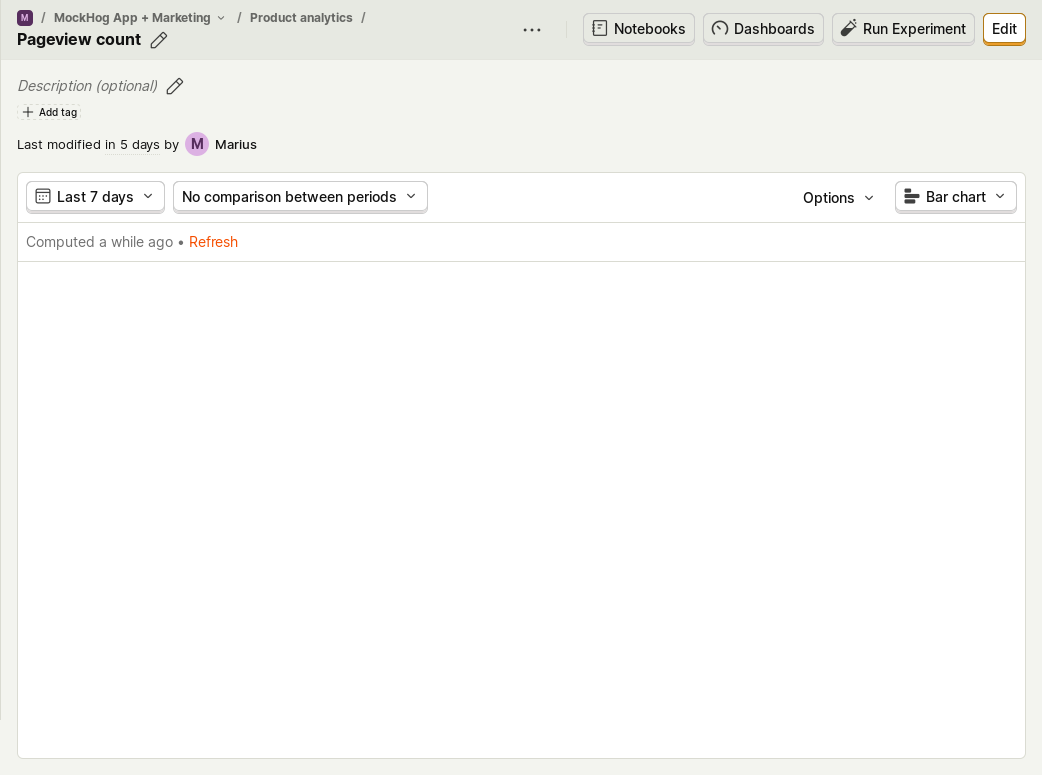 M / MockHog App + Marketing / Product analytics /
Pageview count
Notebooks
Dashboards
Run Experiment
Edit
Description (optional)
Add tag
Last modified in 5 days by M Marius
Last 7 days
No comparison between periods
Options
Bar chart
Computed a while ago • Refresh